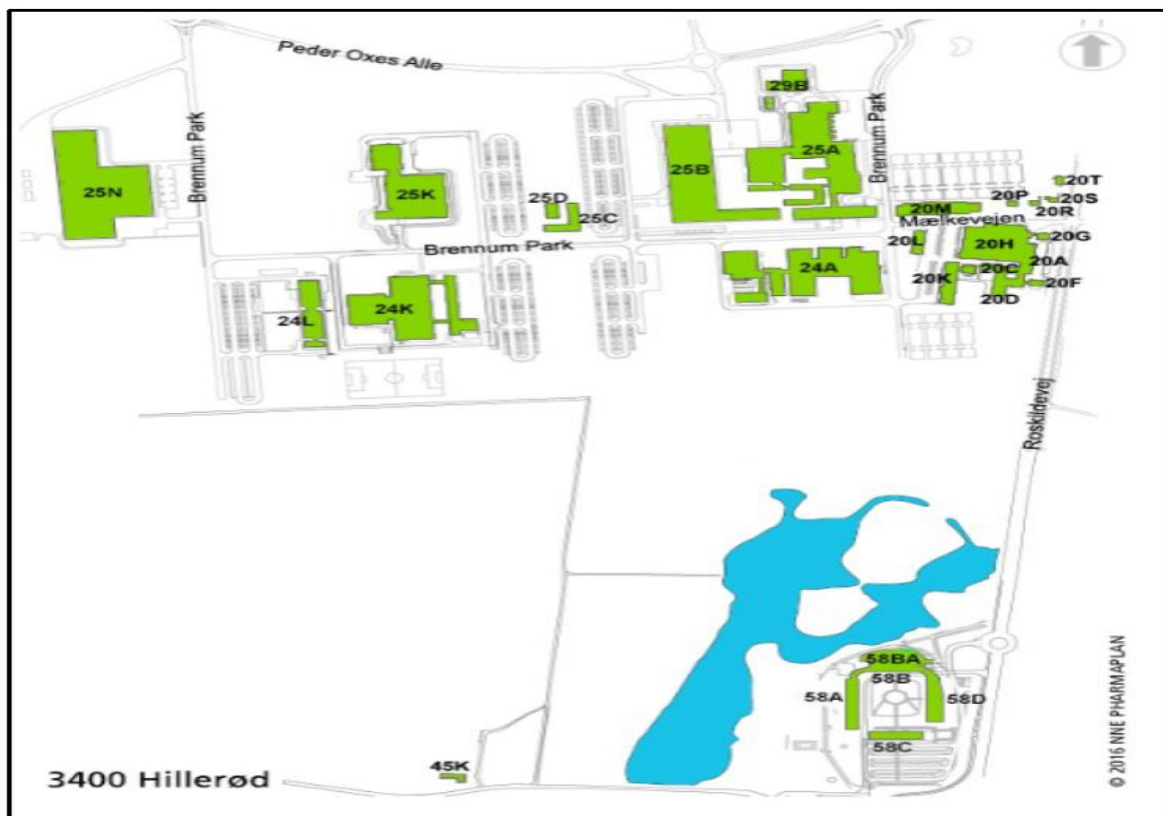 Peder Oxes Alle
29B
Brennum Park
Brennum Park
25A
25B
25N
25K
25D
25C
20T
20S
20P
20R
20M
Mælkevejen
20L
20H
20G
20A
20K
20C
20F
20D
Brennum Park
24A
24L
24K
Roskildevej
58BA
58B
58A
58D
58C
45K
3400 Hillerød
© 2016 NNE PHARMAPLAN